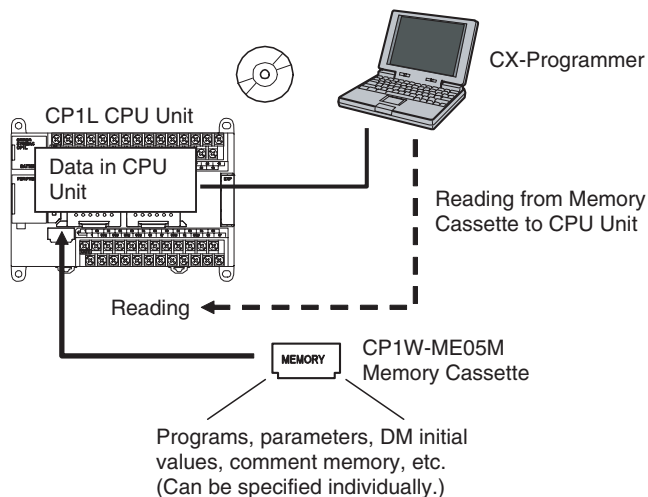 CX-Programmer
CP1L CPU Unit
Data in CPU
Unit
Reading from Memory
Cassette to CPU Unit
Reading
MEMORY
CP1W-ME05M
Memory Cassette
Programs, parameters, DM initial
values, comment memory, etc.
(Can be specified individually.)